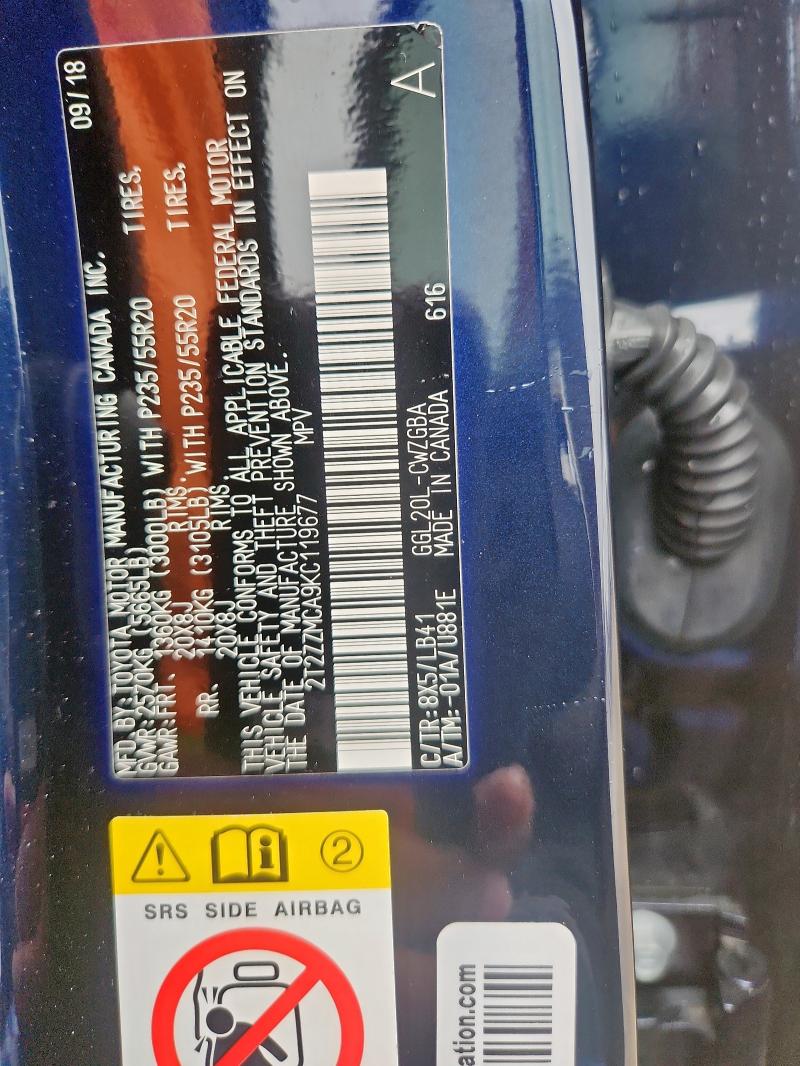 09/18
MFD.BY:TOYOTA MOTOR MANUFACTURING CANADA INC.
GVWR:2570KG (5665LB)
GAWR:FRT. 1360KG (3000LB) WITH P235/55R20 TIRES,
20X8J RIMS.
RR. 1410KG (3105LB) WITH P235/55R20 TIRES,
20X8J RIMS
THIS VEHICLE CONFORMS TO ALL APPLICABLE FEDERAL MOTOR
VEHICLE SAFETY AND THEFT PREVENTION STANDARDS IN EFFECT ON
THE DATE OF MANUFACTURE SHOWN ABOVE.
2T2ZZMCA9KC119677 MPV
A
C/TR:8X5/LB41 GGL20L-CWZGBA
A/TM:-01A/U881E MADE IN CANADA 616
2
SRS SIDE AIRBAG
ation.com